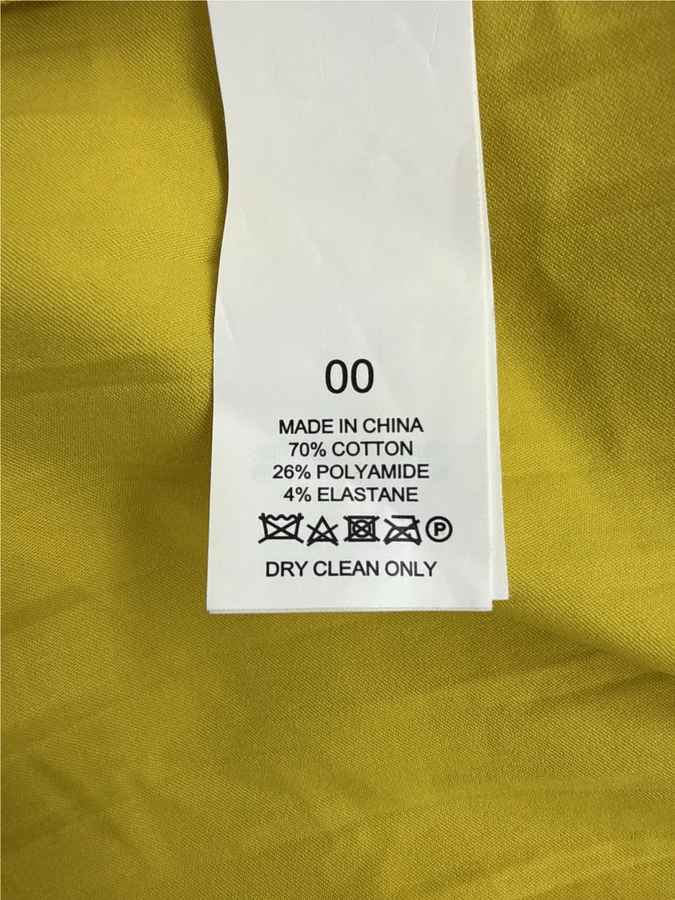 00
MADE IN CHINA
70% COTTON
26% POLYAMIDE
4% ELASTANE
P
DRY CLEAN ONLY